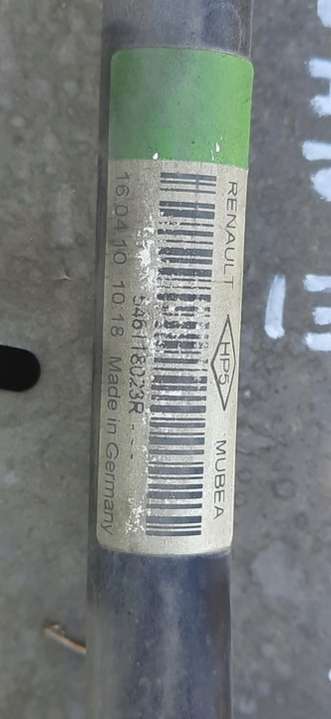 RENAULT HP5 MUBEA
546118023R - - -
16.04.10 10:18 Made in Germany